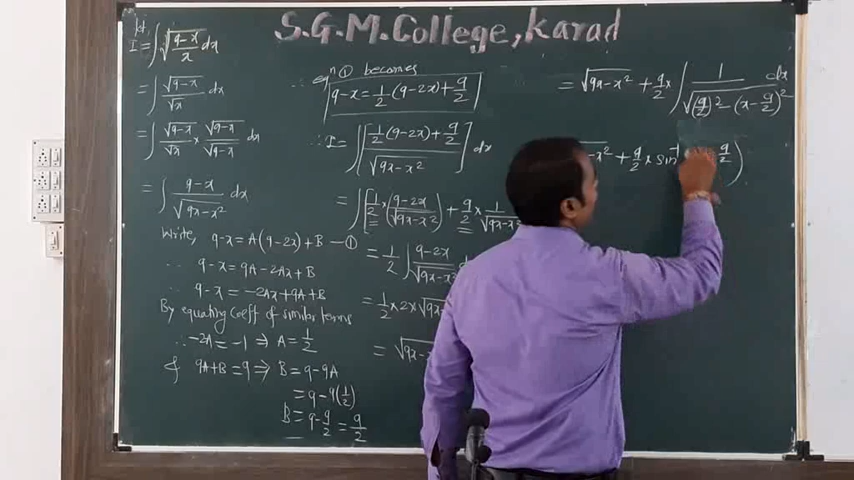 S.G.M.College, Karad
let
I = ∫ √((9-x)/x) dx
= ∫ √(9-x)/√x dx
= ∫ √(9-x)/√x × √(9-x)/√(9-x) dx
= ∫ (9-x)/√(9x-x²) dx
Write, 9-x = A(9-2x)+B —①
∴ 9-x = 9A-2Ax+B
∴ 9-x = -2Ax+9A+B
By equating coeff of similar terms
∴ -2A = -1 ⇒ A = 1/2
& 9A+B = 9 ⇒ B = 9-9A
= 9-9(1/2)
B = 9-9/2 = 9/2
∴ eqⁿ ① becomes
9-x = 1/2 (9-2x)+9/2
∴ I = ∫ [(1/2 (9-2x)+9/2)/√(9x-x²)] dx
= ∫ [1/2 × (9-2x)/√(9x-x²) + 9/2 × 1/√(9x-x²)
= 1/2 ∫ (9-2x)/√(9x-x²)
= 1/2 × 2 × √(9x
= √(9x-
= √(9x-x²) + 9/2 × ∫ 1/√((9/2)² - (x-9/2)²) dx
-x² + 9/2 × sin⁻¹ 9/2 )